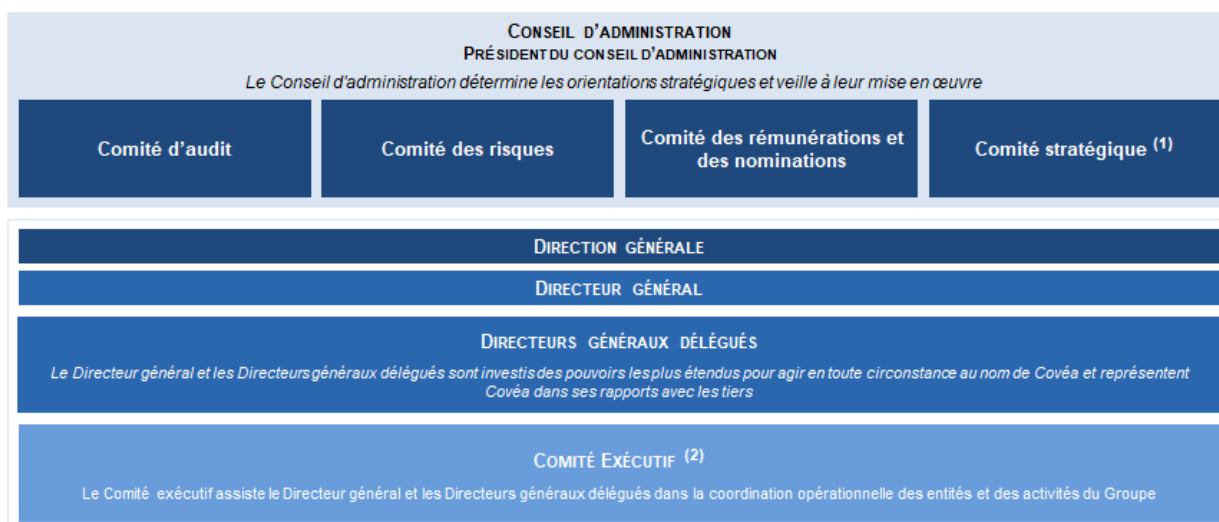 CONSEIL D'ADMINISTRATION
PRÉSIDENT DU CONSEIL D'ADMINISTRATION
Le Conseil d'administration détermine les orientations stratégiques et veille à leur mise en œuvre
Comité d'audit
Comité des risques
Comité des rémunérations et
des nominations
Comité stratégique (1)
DIRECTION GÉNÉRALE
DIRECTEUR GÉNÉRAL
DIRECTEURS GÉNÉRAUX DÉLÉGUÉS
Le Directeur général et les Directeurs généraux délégués sont investis des pouvoirs les plus étendus pour agir en toute circonstance au nom de Covéa et représentent
Covéa dans ses rapports avec les tiers
COMITÉ EXÉCUTIF (2)
Le Comité exécutif assiste le Directeur général et les Directeurs généraux délégués dans la coordination opérationnelle des entités et des activités du Groupe